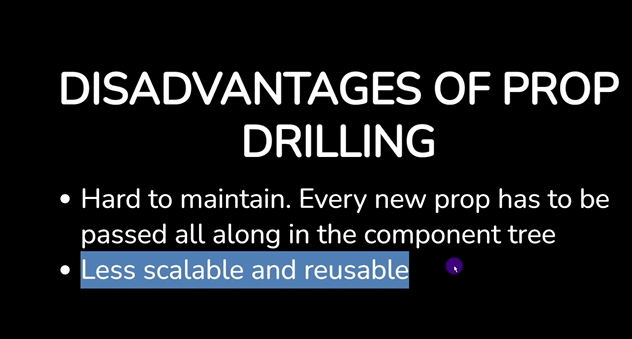 DISADVANTAGES OF PROP
DRILLING
• Hard to maintain. Every new prop has to be
passed all along in the component tree
• Less scalable and reusable